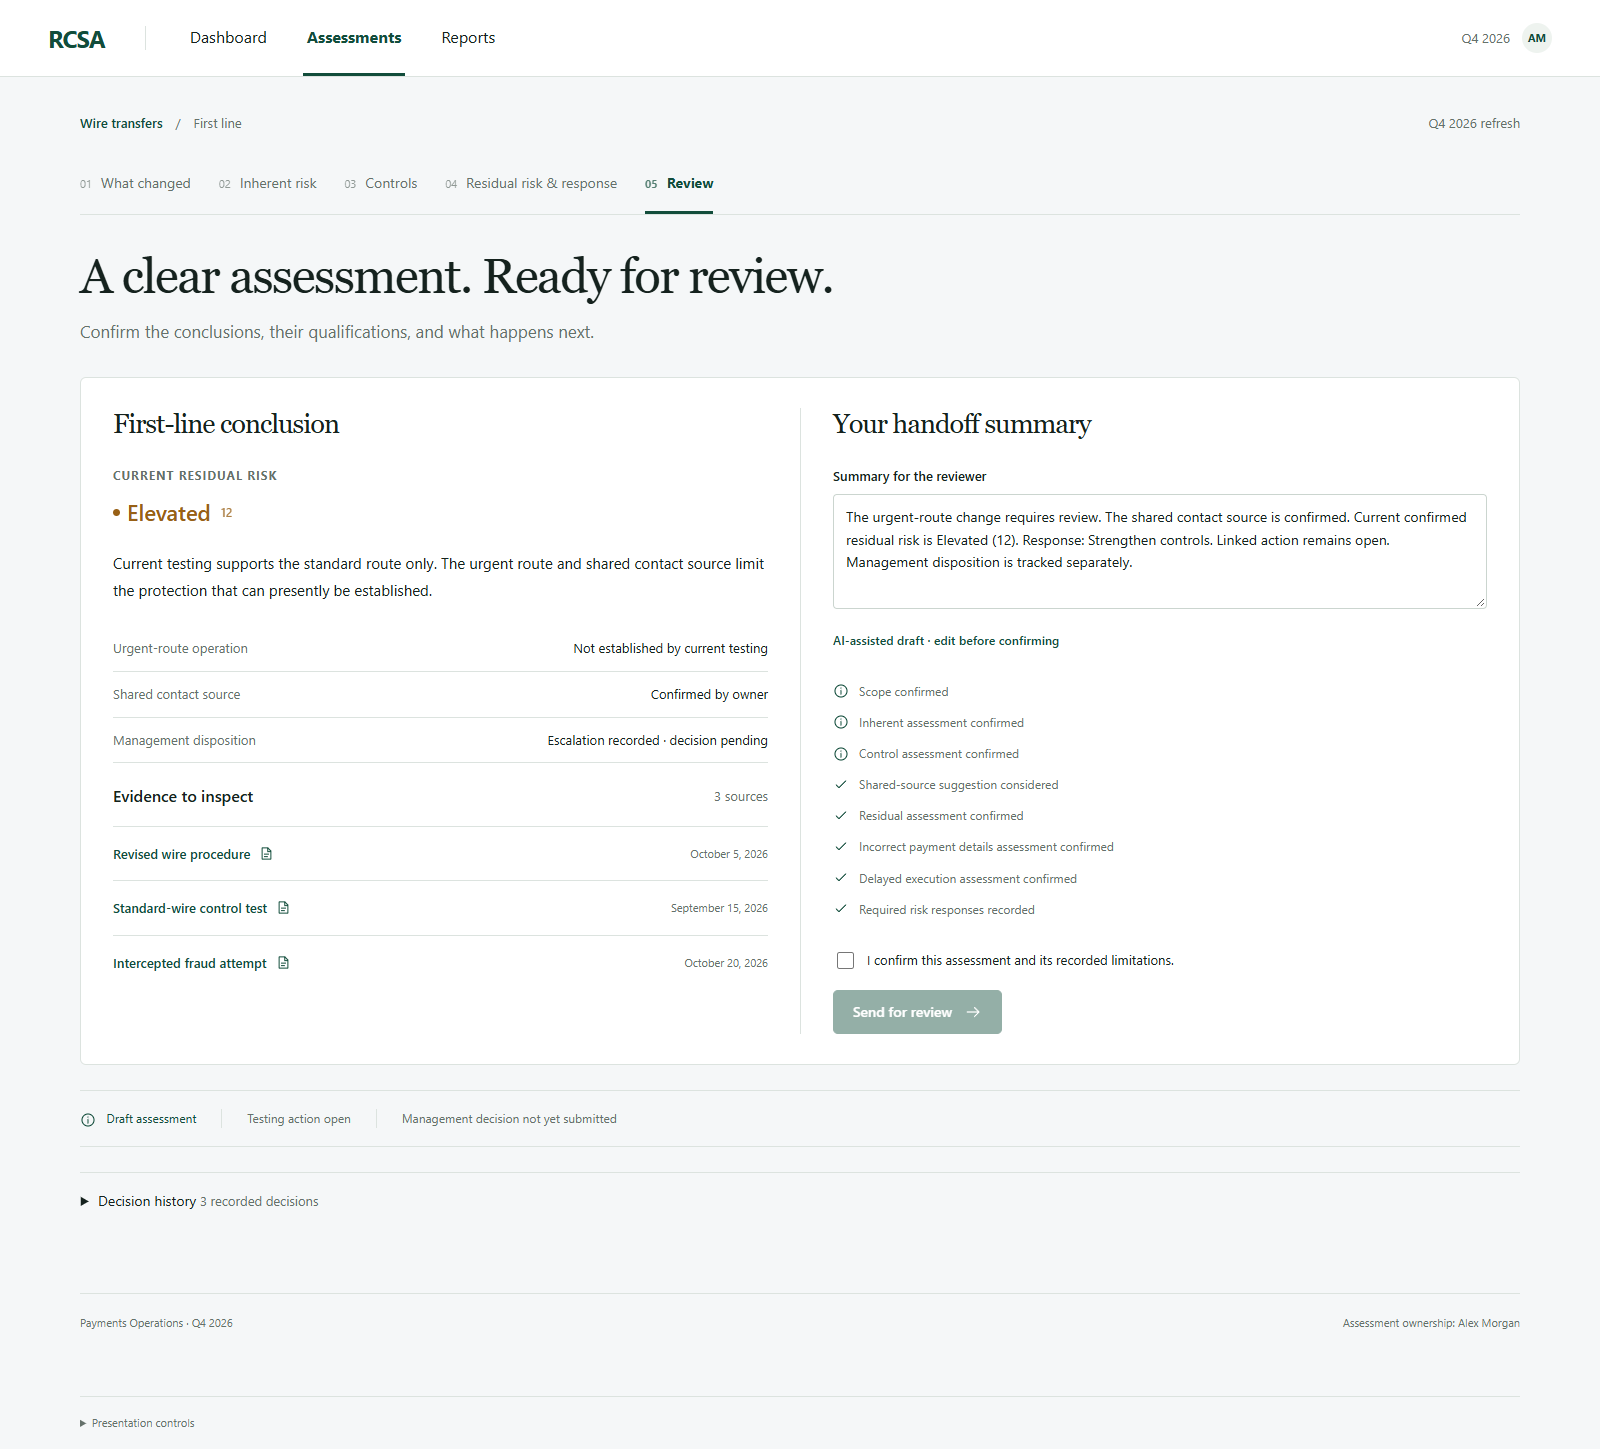 RCSA
Dashboard
Assessments
Reports
Q4 2026
AM
Wire transfers / First line
Q4 2026 refresh
01 What changed
02 Inherent risk
03 Controls
04 Residual risk & response
05 Review
A clear assessment. Ready for review.
Confirm the conclusions, their qualifications, and what happens next.
First-line conclusion
CURRENT RESIDUAL RISK
• Elevated 12
Current testing supports the standard route only. The urgent route and shared contact source limit
the protection that can presently be established.
Urgent-route operation Not established by current testing
Shared contact source Confirmed by owner
Management disposition Escalation recorded · decision pending
Evidence to inspect 3 sources
Revised wire procedure October 5, 2026
Standard-wire control test September 15, 2026
Intercepted fraud attempt October 20, 2026
Your handoff summary
Summary for the reviewer
The urgent-route change requires review. The shared contact source is confirmed. Current confirmed
residual risk is Elevated (12). Response: Strengthen controls. Linked action remains open.
Management disposition is tracked separately.
AI-assisted draft · edit before confirming
Scope confirmed
Inherent assessment confirmed
Control assessment confirmed
Shared-source suggestion considered
Residual assessment confirmed
Incorrect payment details assessment confirmed
Delayed execution assessment confirmed
Required risk responses recorded
I confirm this assessment and its recorded limitations.
Send for review →
Draft assessment
Testing action open
Management decision not yet submitted
Decision history 3 recorded decisions
Payments Operations · Q4 2026
Assessment ownership: Alex Morgan
Presentation controls